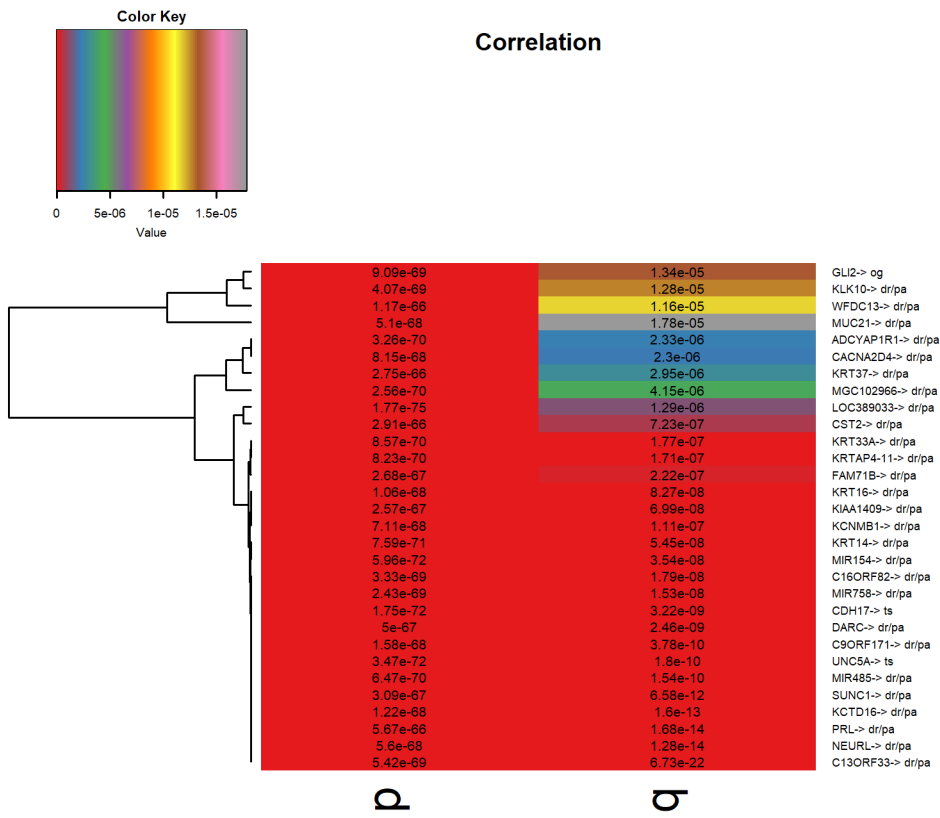 Color Key
Correlation
0 5e-06 1e-05 1.5e-05
Value
9.09e-69 1.34e-05 GLI2-> og
4.07e-69 1.28e-05 KLK10-> dr/pa
1.17e-66 1.16e-05 WFDC13-> dr/pa
5.1e-68 1.78e-05 MUC21-> dr/pa
3.26e-70 2.33e-06 ADCYAP1R1-> dr/pa
8.15e-68 2.3e-06 CACNA2D4-> dr/pa
2.75e-66 2.95e-06 KRT37-> dr/pa
2.56e-70 4.15e-06 MGC102966-> dr/pa
1.77e-75 1.29e-06 LOC389033-> dr/pa
2.91e-66 7.23e-07 CST2-> dr/pa
8.57e-70 1.77e-07 KRT33A-> dr/pa
8.23e-70 1.71e-07 KRTAP4-11-> dr/pa
2.68e-67 2.22e-07 FAM71B-> dr/pa
1.06e-68 8.27e-08 KRT16-> dr/pa
2.57e-67 6.99e-08 KIAA1409-> dr/pa
7.11e-68 1.11e-07 KCNMB1-> dr/pa
7.59e-71 5.45e-08 KRT14-> dr/pa
5.96e-72 3.54e-08 MIR154-> dr/pa
3.33e-69 1.79e-08 C16ORF82-> dr/pa
2.43e-69 1.53e-08 MIR758-> dr/pa
1.75e-72 3.22e-09 CDH17-> ts
5e-67 2.46e-09 DARC-> dr/pa
1.58e-68 3.78e-10 C9ORF171-> dr/pa
3.47e-72 1.8e-10 UNC5A-> ts
6.47e-70 1.54e-10 MIR485-> dr/pa
3.09e-67 6.58e-12 SUNC1-> dr/pa
1.22e-68 1.6e-13 KCTD16-> dr/pa
5.67e-66 1.68e-14 PRL-> dr/pa
5.6e-68 1.28e-14 NEURL-> dr/pa
5.42e-69 6.73e-22 C13ORF33-> dr/pa
p q